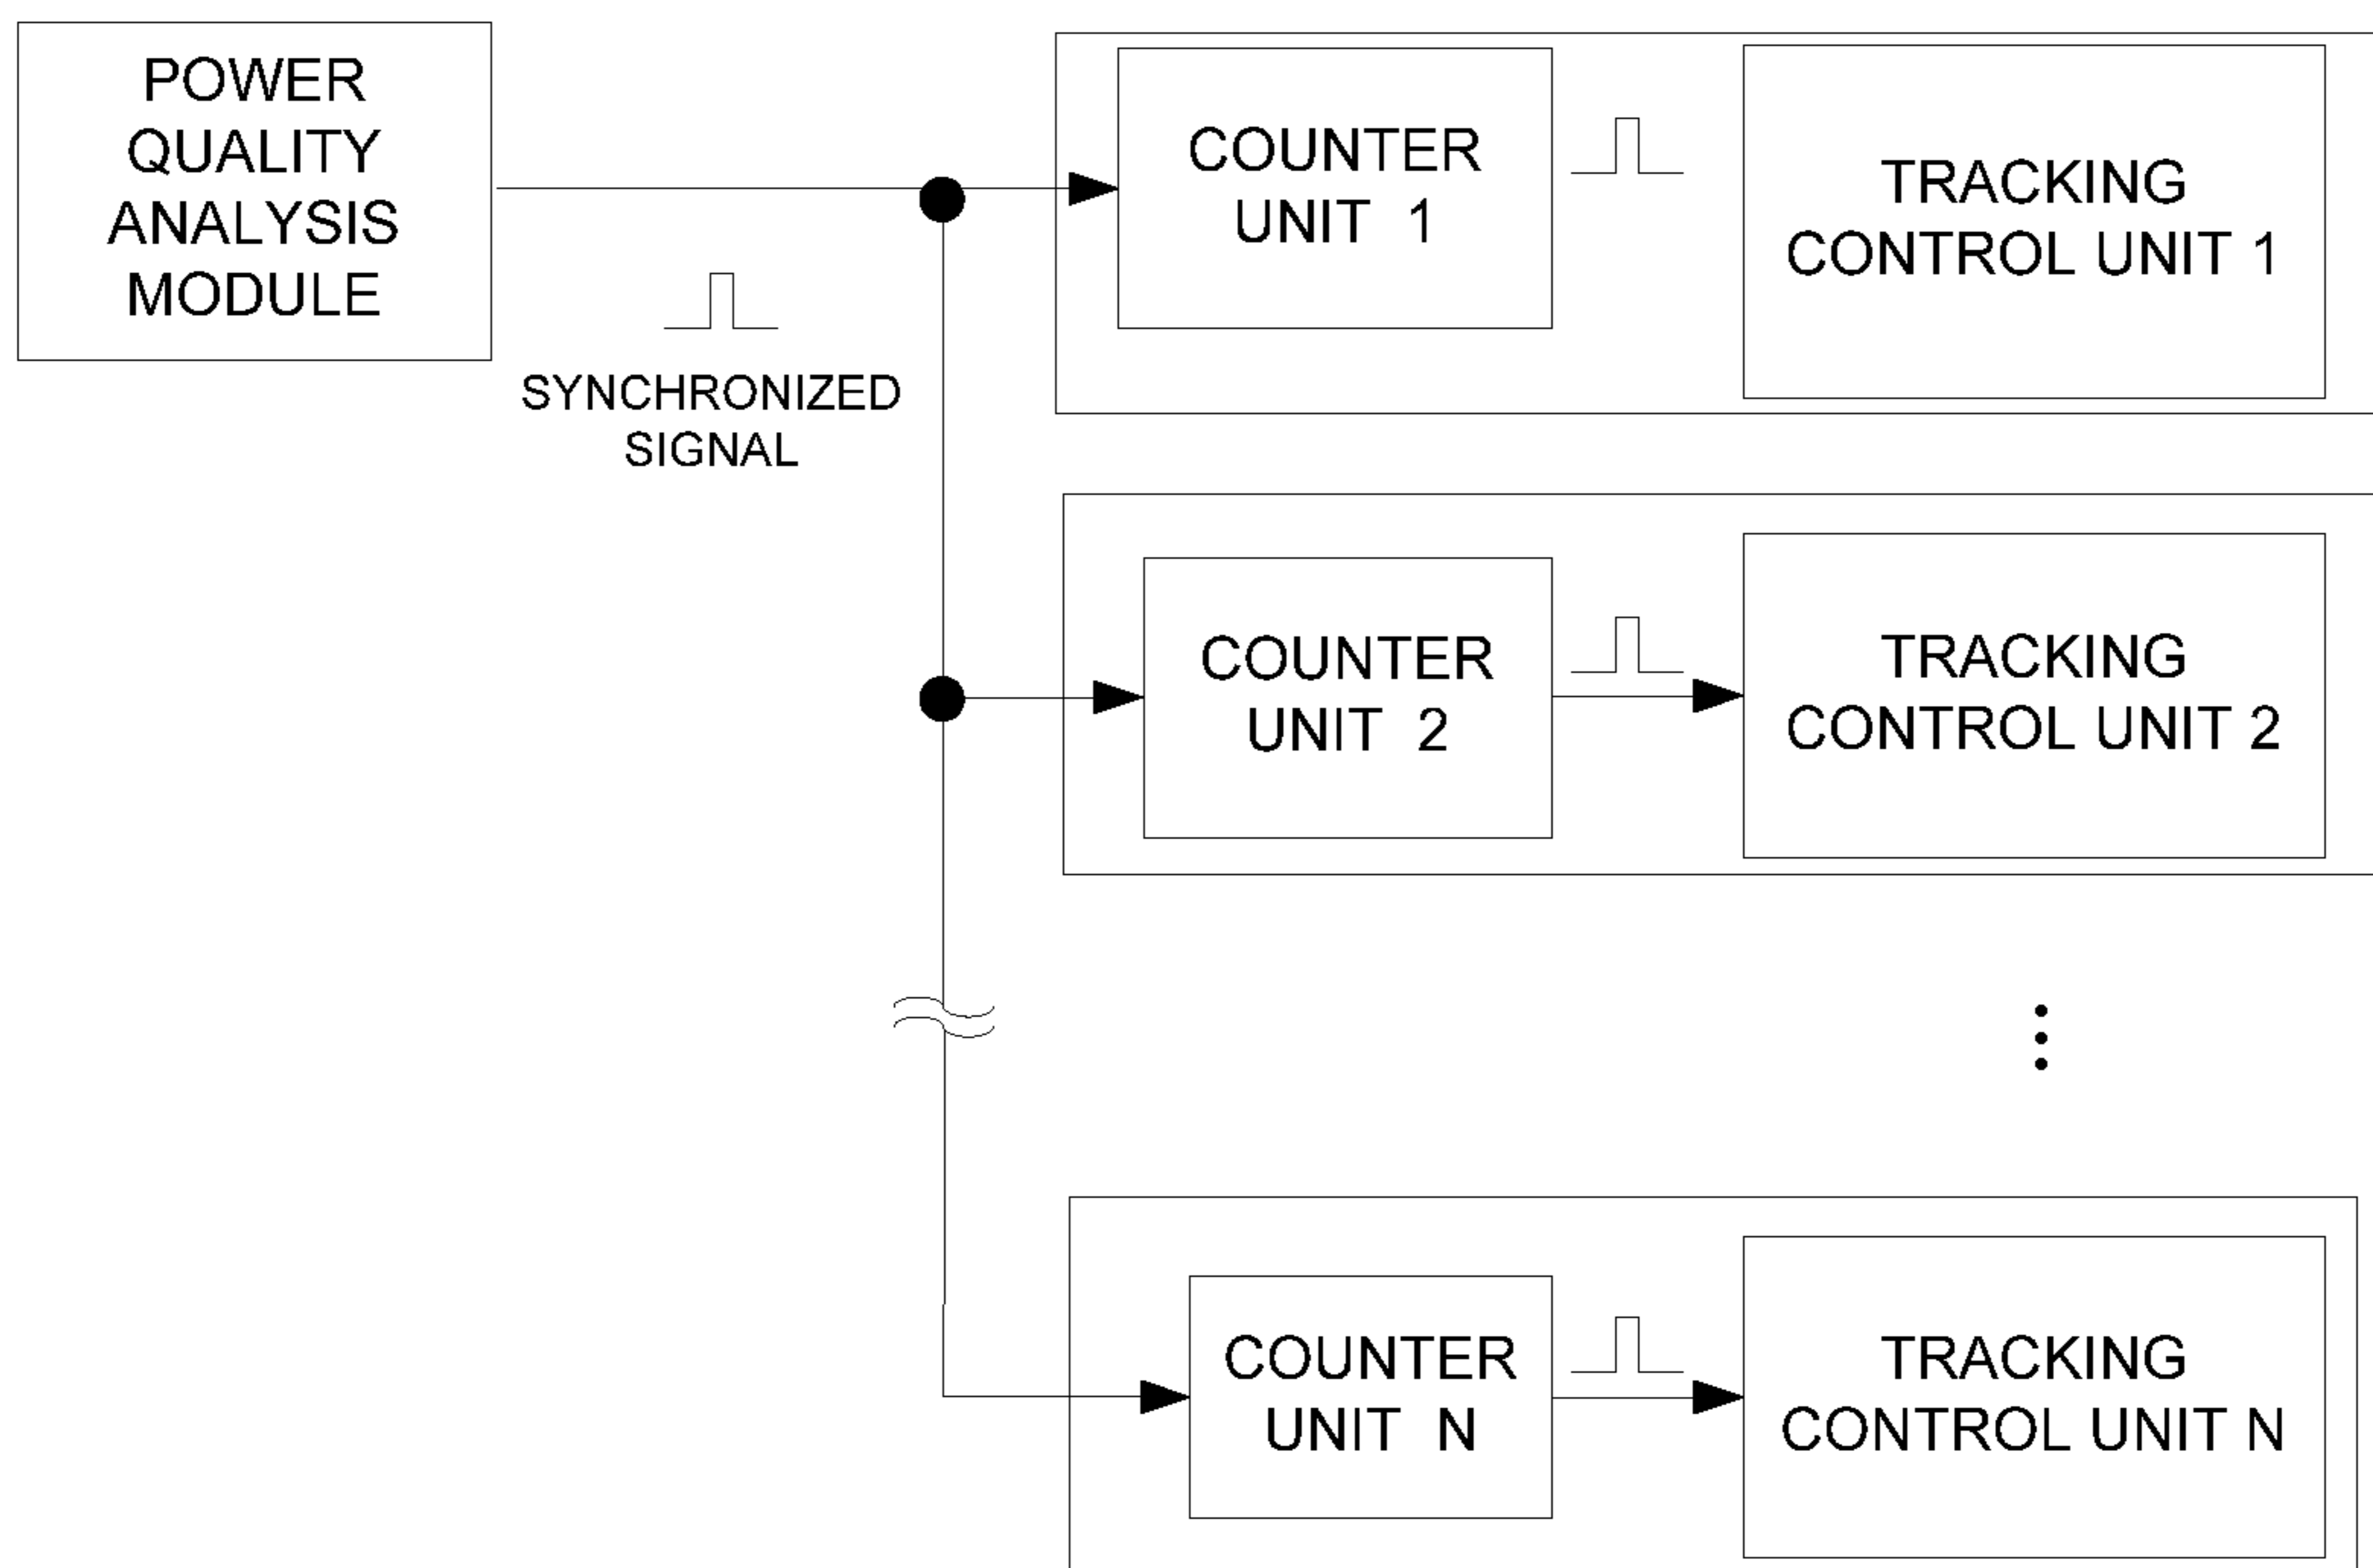 POWER
QUALITY
ANALYSIS
MODULE
SYNCHRONIZED
SIGNAL
COUNTER
UNIT 1
TRACKING
CONTROL UNIT 1
COUNTER
UNIT 2
TRACKING
CONTROL UNIT 2
COUNTER
UNIT N
TRACKING
CONTROL UNIT N